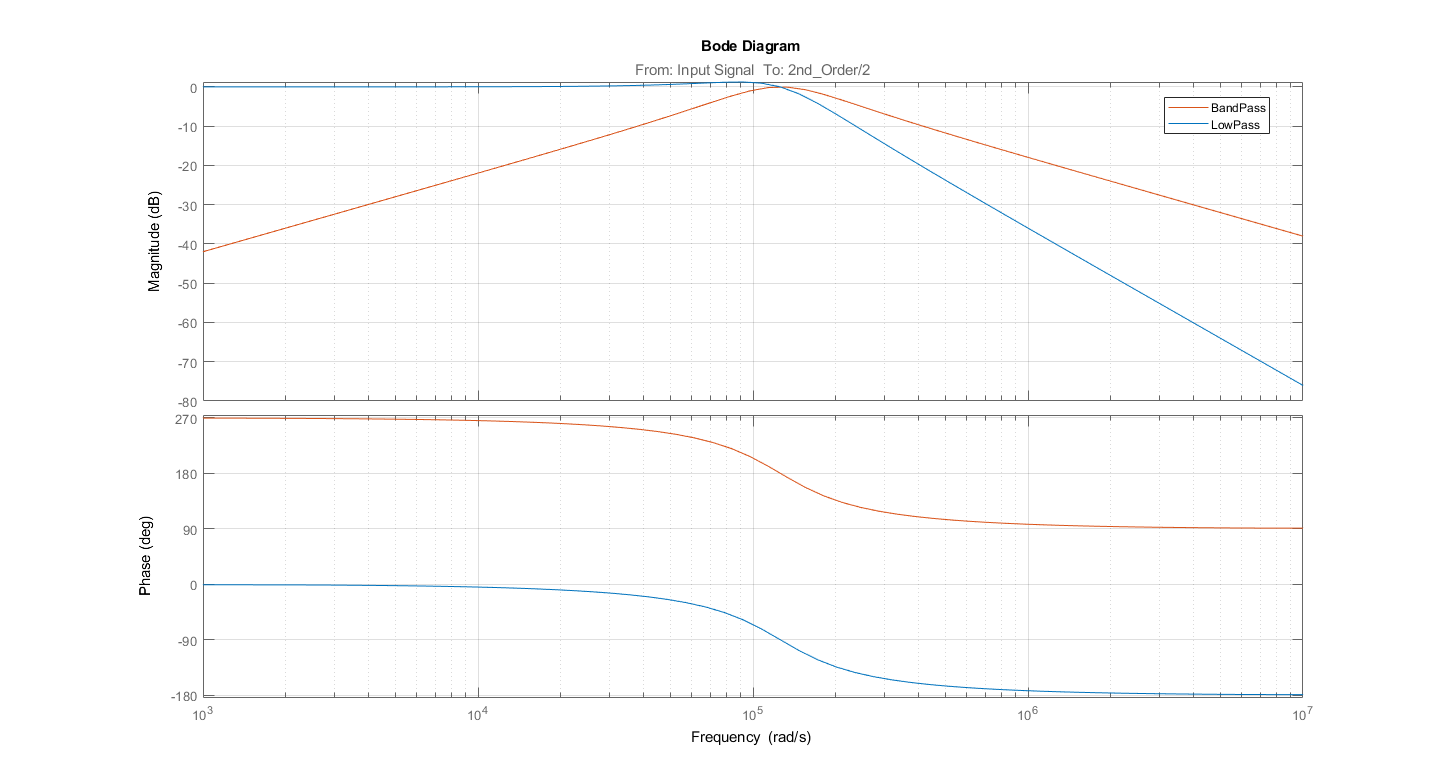 Bode Diagram
From: Input Signal To: 2nd_Order/2
BandPass
LowPass
Magnitude (dB)
0
-10
-20
-30
-40
-50
-60
-70
-80
Phase (deg)
270
180
90
0
-90
-180
10^3
10^4
10^5
10^6
10^7
Frequency (rad/s)